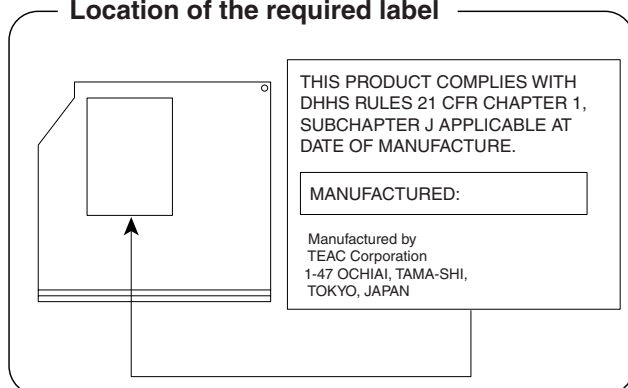 Location of the required label
THIS PRODUCT COMPLIES WITH
DHHS RULES 21 CFR CHAPTER 1,
SUBCHAPTER J APPLICABLE AT
DATE OF MANUFACTURE.
MANUFACTURED:
Manufactured by
TEAC Corporation
1-47 OCHIAI, TAMA-SHI,
TOKYO, JAPAN